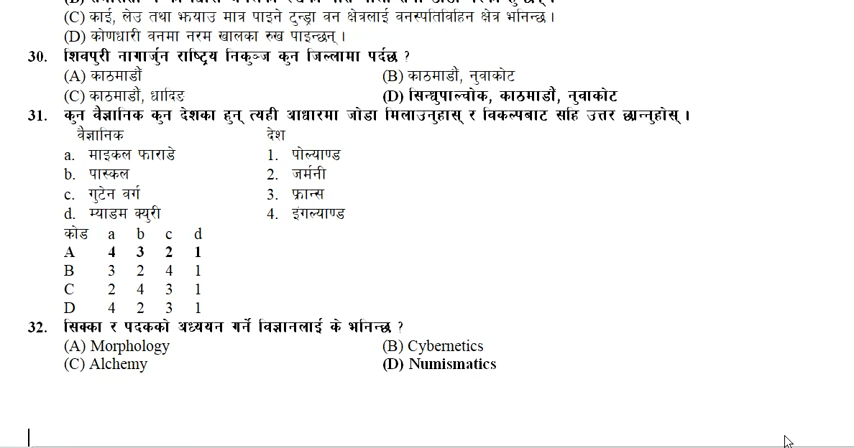 (C) काई, लेउ तथा झ्याउ मात्र पाइने टुन्ड्रा वन क्षेत्रलाई वनस्पतिविहिन क्षेत्र भनिन्छ।
(D) कोणधारी वनमा नरम खालका रुख पाइन्छन्।
30. शिवपुरी नागार्जुन राष्ट्रिय निकुञ्ज कुन जिल्लामा पर्दछ ?
(A) काठमाडौं (B) काठमाडौं, नुवाकोट
(C) काठमाडौं, धादिङ (D) सिन्धुपाल्चोक, काठमाडौं, नुवाकोट
31. कुन वैज्ञानिक कुन देशका हुन् त्यही आधारमा जोडा मिलाउनुहास् र विकल्पबाट सहि उत्तर छान्नुहोस्।
वैज्ञानिक देश
a. माइकल फाराडे 1. पोल्याण्ड
b. पास्कल 2. जर्मनी
c. गुटेन वर्ग 3. फ्रान्स
d. म्याडम क्युरी 4. इंगल्याण्ड
कोड a b c d
A 4 3 2 1
B 3 2 4 1
C 2 4 3 1
D 4 2 3 1
32. सिक्का र पदकको अध्ययन गर्ने विज्ञानलाई के भनिन्छ ?
(A) Morphology (B) Cybernetics
(C) Alchemy (D) Numismatics